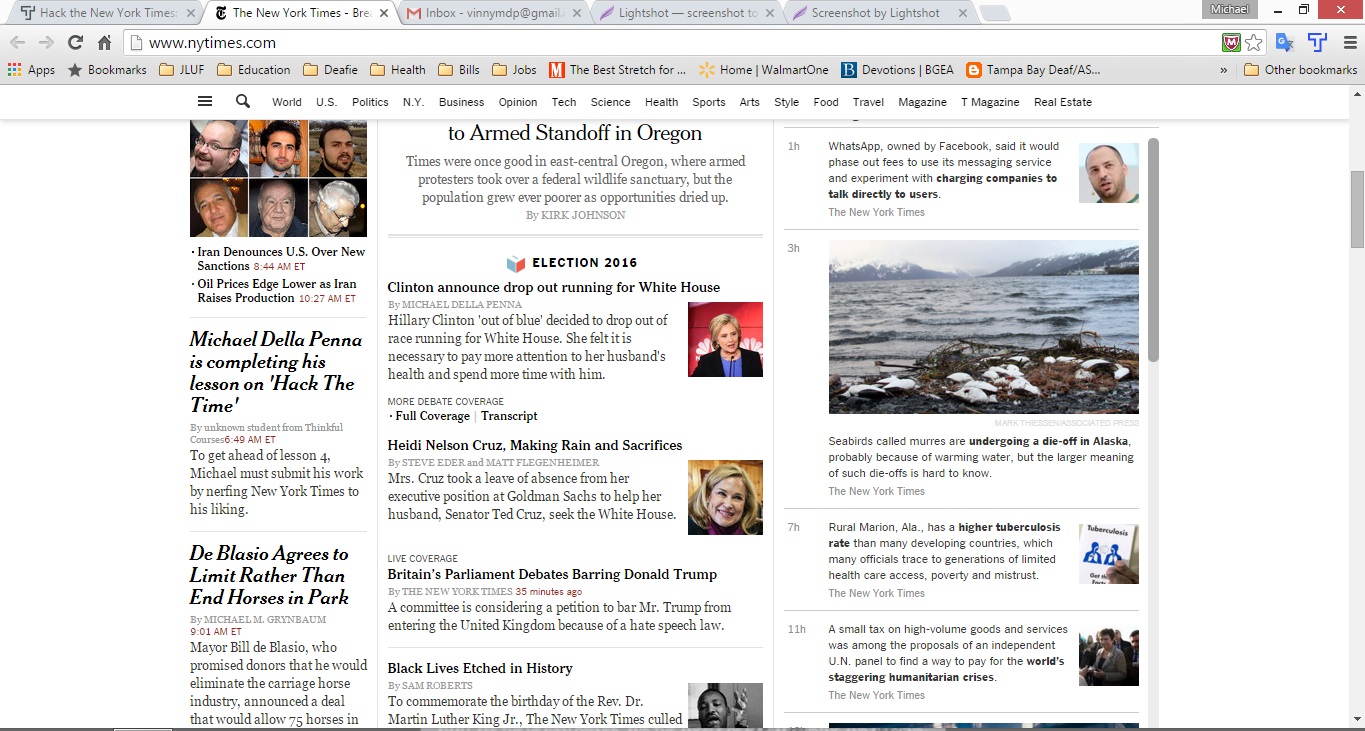 Hack the New York Times:
The New York Times - Brea
Inbox - vinnymdp@gmail.
Lightshot — screenshot to
Screenshot by Lightshot
Michael
www.nytimes.com
Apps
Bookmarks
JLUF
Education
Deafie
Health
Bills
Jobs
The Best Stretch for ...
Home | WalmartOne
Devotions | BGEA
Tampa Bay Deaf/AS...
»
Other bookmarks
World
U.S.
Politics
N.Y.
Business
Opinion
Tech
Science
Health
Sports
Arts
Style
Food
Travel
Magazine
T Magazine
Real Estate
· Iran Denounces U.S. Over New
Sanctions 8:44 AM ET
· Oil Prices Edge Lower as Iran
Raises Production 10:27 AM ET
Michael Della Penna
is completing his
lesson on 'Hack The
Time'
By unknown student from Thinkful
Courses6:49 AM ET
To get ahead of lesson 4,
Michael must submit his work
by nerfing New York Times to
his liking.
De Blasio Agrees to
Limit Rather Than
End Horses in Park
By MICHAEL M. GRYNBAUM
9:01 AM ET
Mayor Bill de Blasio, who
promised donors that he would
eliminate the carriage horse
industry, announced a deal
that would allow 75 horses in
to Armed Standoff in Oregon
Times were once good in east-central Oregon, where armed
protesters took over a federal wildlife sanctuary, but the
population grew ever poorer as opportunities dried up.
By KIRK JOHNSON
ELECTION 2016
Clinton announce drop out running for White House
By MICHAEL DELLA PENNA
Hillary Clinton 'out of blue' decided to drop out of
race running for White House. She felt it is
necessary to pay more attention to her husband's
health and spend more time with him.
MORE DEBATE COVERAGE
· Full Coverage | Transcript
Heidi Nelson Cruz, Making Rain and Sacrifices
By STEVE EDER and MATT FLEGENHEIMER
Mrs. Cruz took a leave of absence from her
executive position at Goldman Sachs to help her
husband, Senator Ted Cruz, seek the White House.
LIVE COVERAGE
Britain's Parliament Debates Barring Donald Trump
By THE NEW YORK TIMES 35 minutes ago
A committee is considering a petition to bar Mr. Trump from
entering the United Kingdom because of a hate speech law.
Black Lives Etched in History
By SAM ROBERTS
To commemorate the birthday of the Rev. Dr.
Martin Luther King Jr., The New York Times culled
1h
WhatsApp, owned by Facebook, said it would
phase out fees to use its messaging service
and experiment with charging companies to
talk directly to users.
The New York Times
3h
MARK THIESSEN/ASSOCIATED PRESS
Seabirds called murres are undergoing a die-off in Alaska,
probably because of warming water, but the larger meaning
of such die-offs is hard to know.
The New York Times
7h
Rural Marion, Ala., has a higher tuberculosis
rate than many developing countries, which
many officials trace to generations of limited
health care access, poverty and mistrust.
The New York Times
Tuberculosis
Get the
Facts
11h
A small tax on high-volume goods and services
was among the proposals of an independent
U.N. panel to find a way to pay for the world's
staggering humanitarian crises.
The New York Times